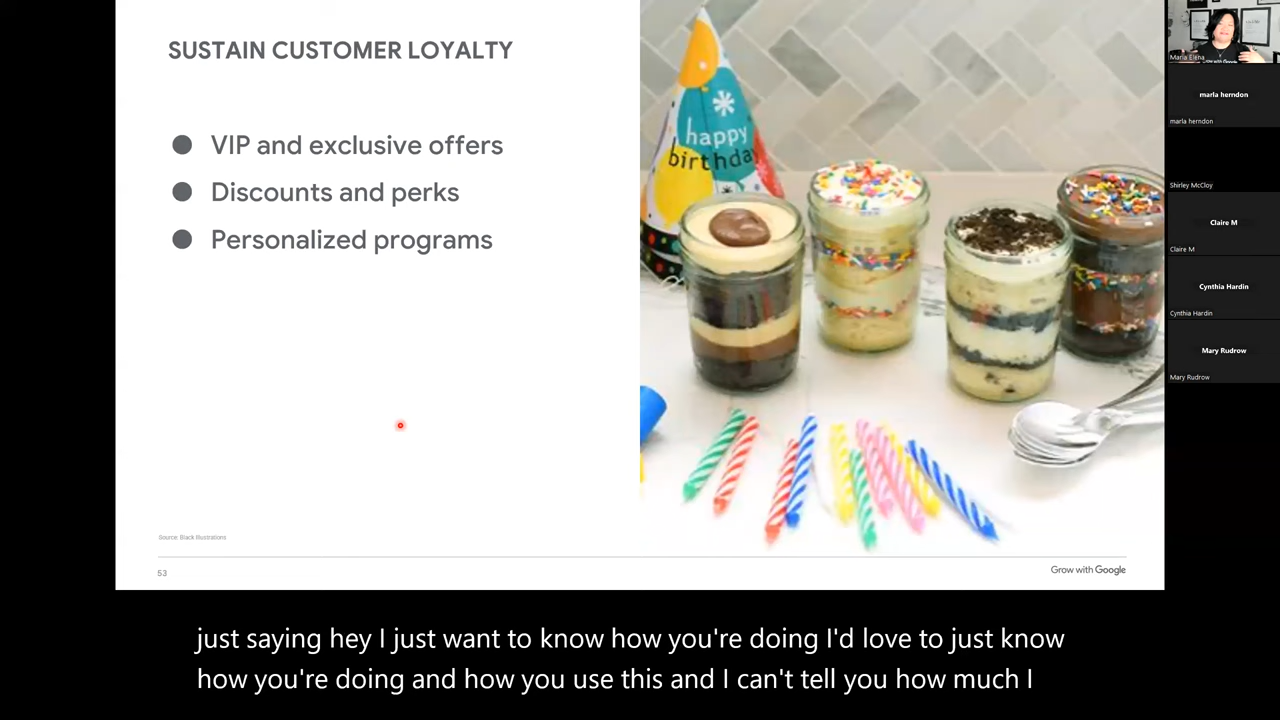 SUSTAIN CUSTOMER LOYALTY
● VIP and exclusive offers
● Discounts and perks
● Personalized programs
happy
birthday
Source: Black Illustrations
53
Grow with Google
Maria Elena
marla herndon
marla herndon
Shirley McCloy
Claire M
Claire M
Cynthia Hardin
Cynthia Hardin
Mary Rudrow
Mary Rudrow
just saying hey I just want to know how you're doing I'd love to just know
how you're doing and how you use this and I can't tell you how much I